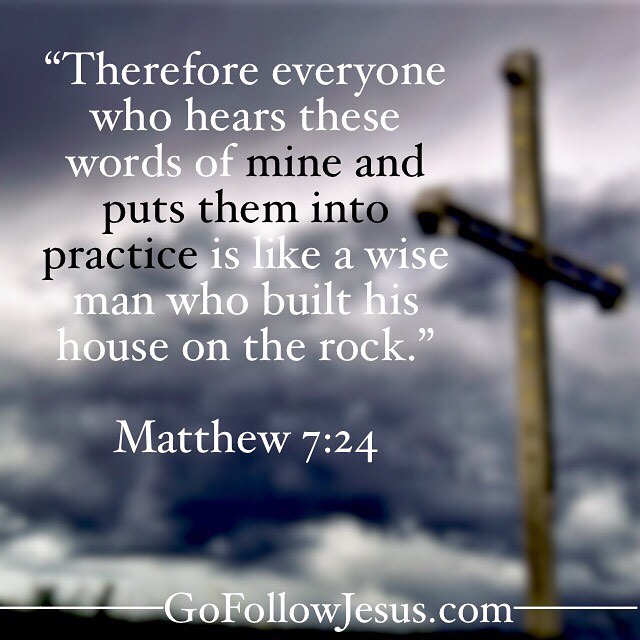 “Therefore everyone
who hears these
words of mine and
puts them into
practice is like a wise
man who built his
house on the rock.”
Matthew 7:24
GoFollowJesus.com